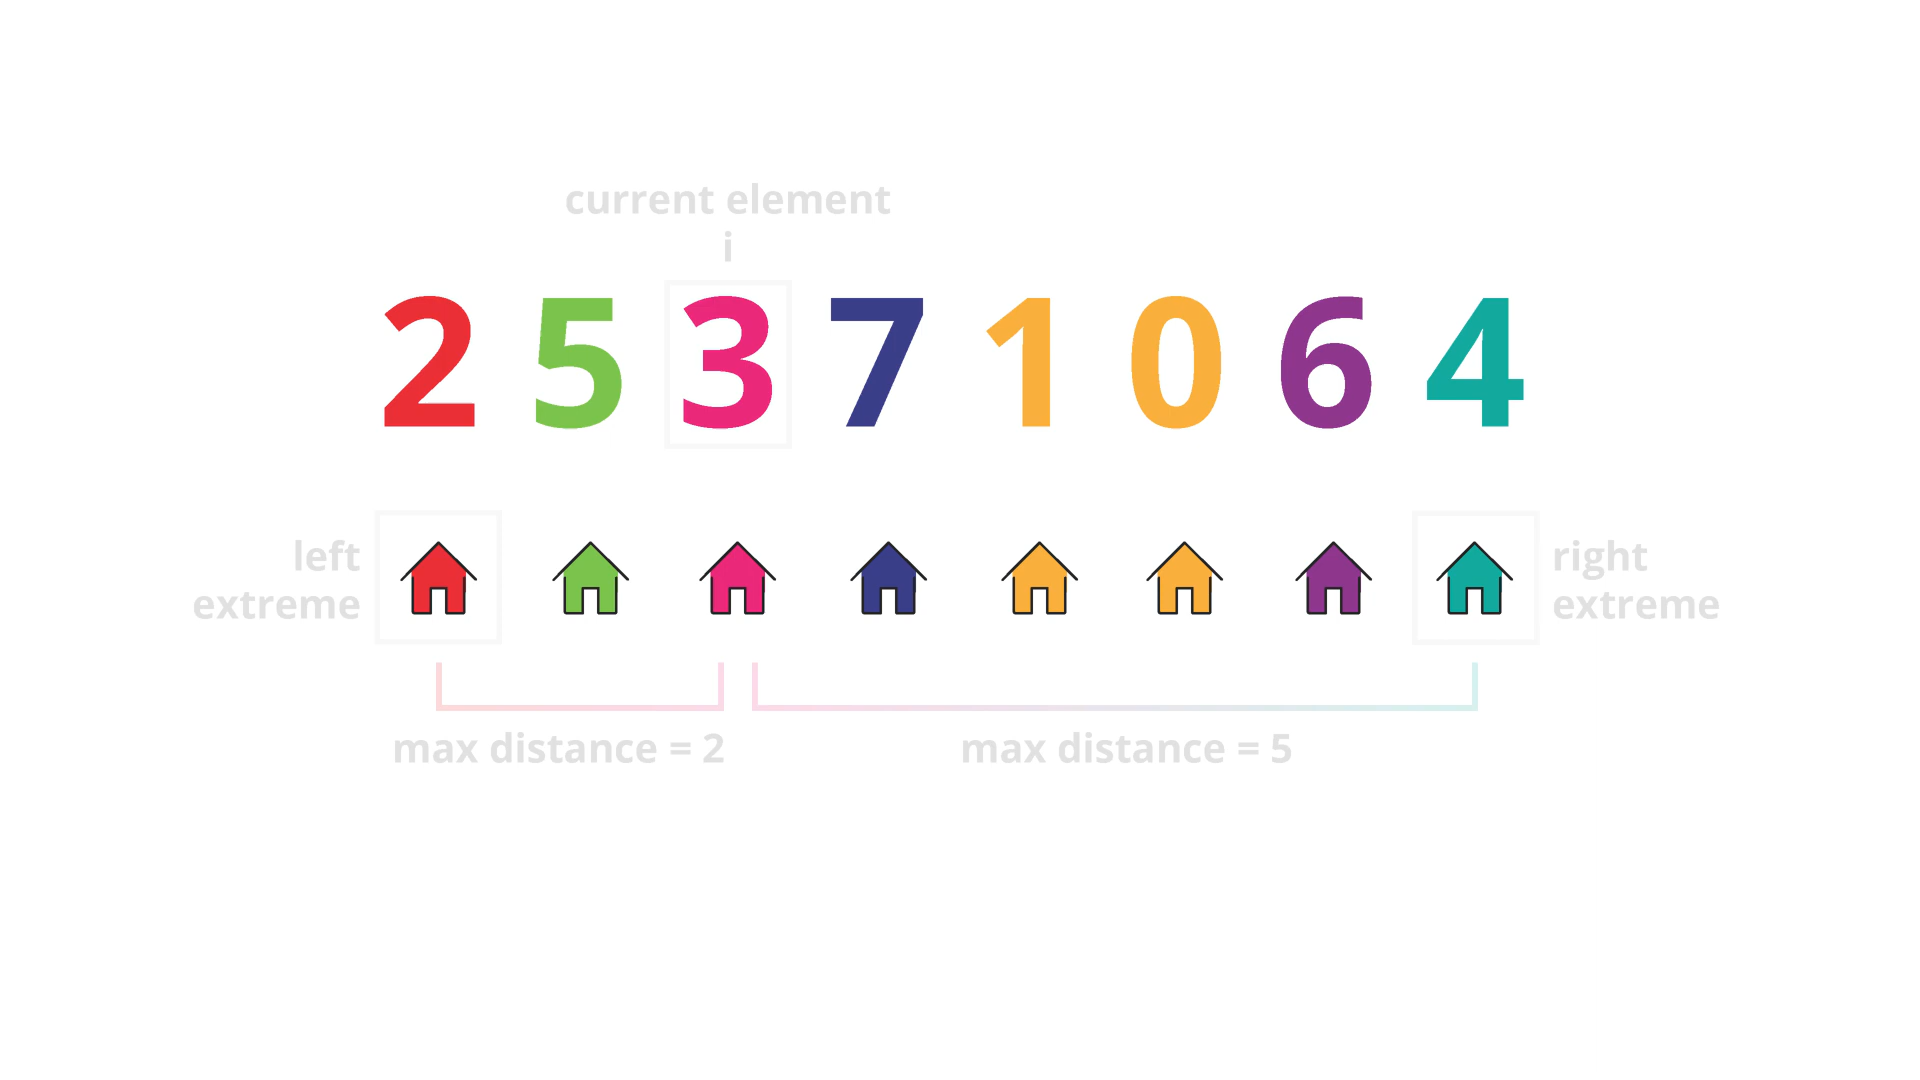 current element
i
2 5 3 7 1 0 6 4
left
extreme
right
extreme
max distance = 2
max distance = 5